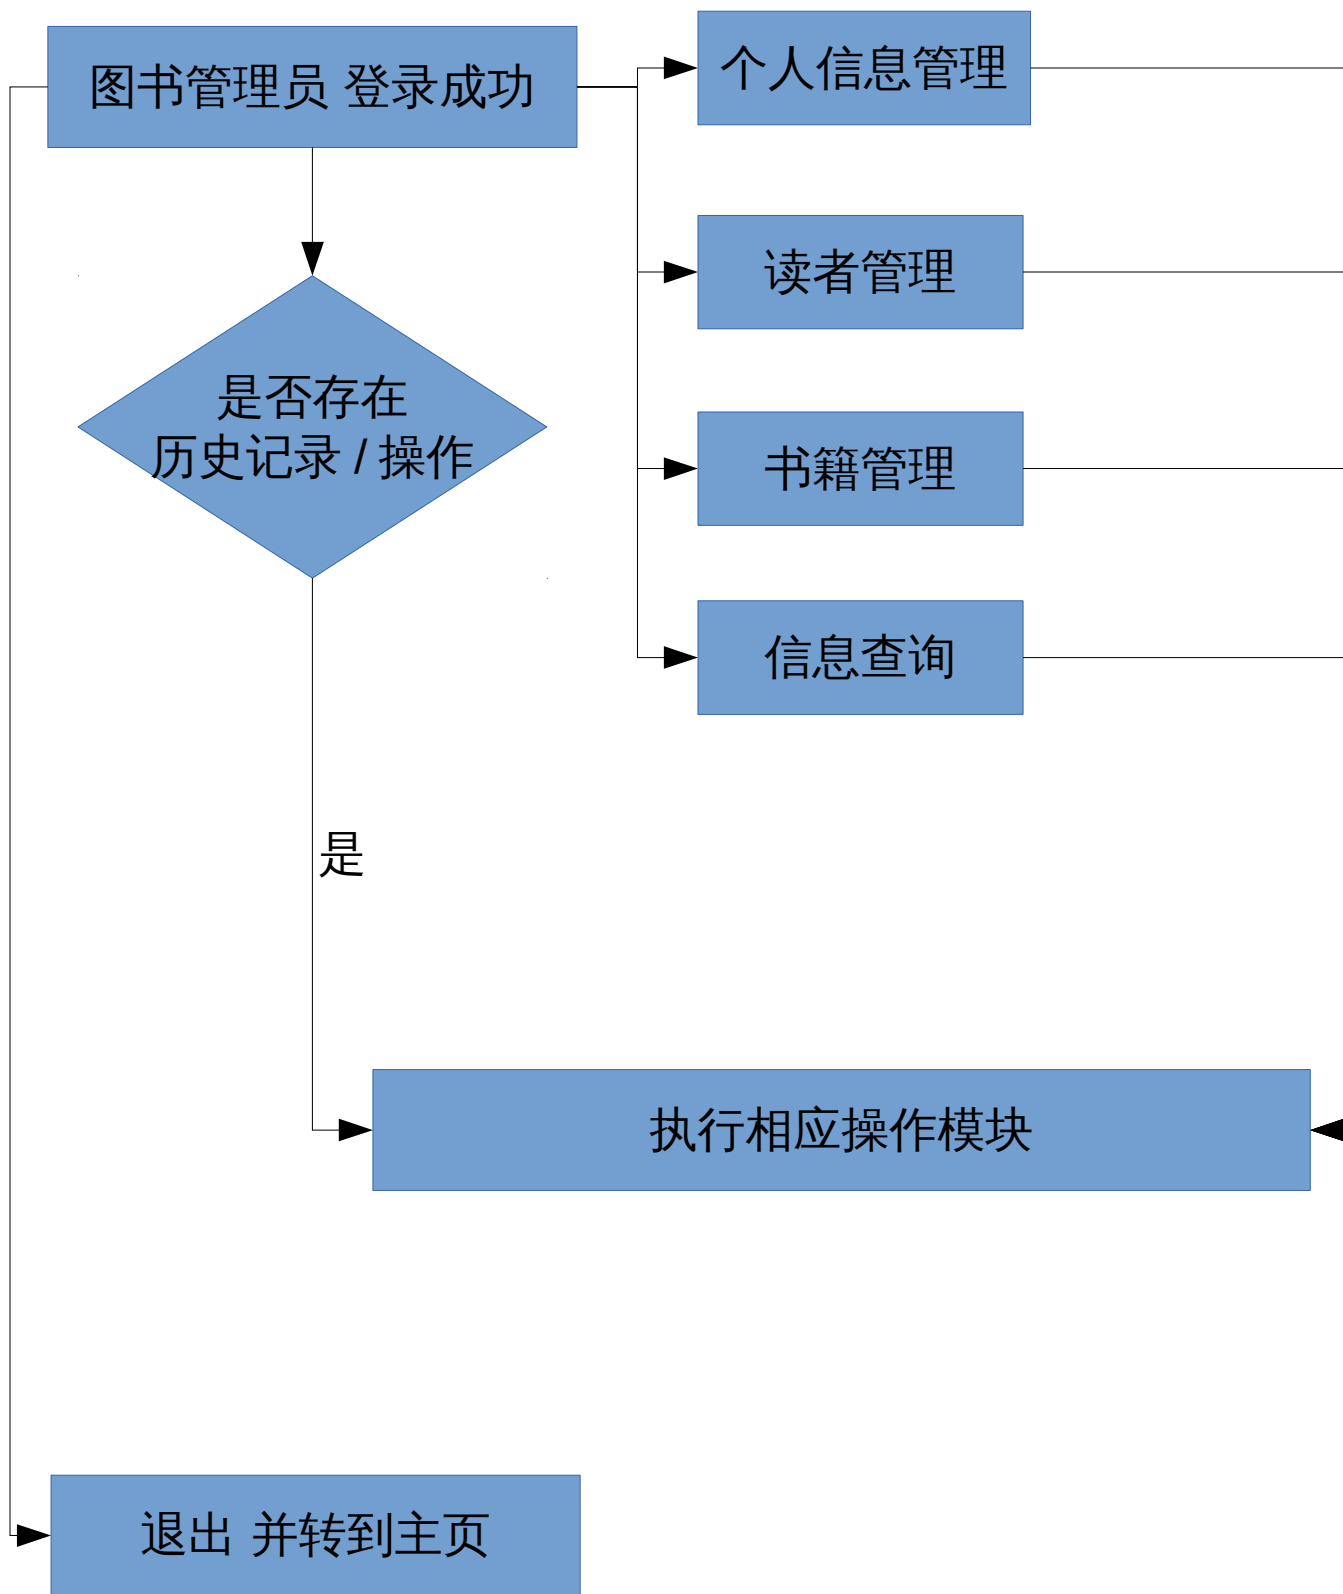 图书管理员 登录成功
个人信息管理
读者管理
是否存在
历史记录 / 操作
书籍管理
信息查询
是
执行相应操作模块
退出 并转到主页